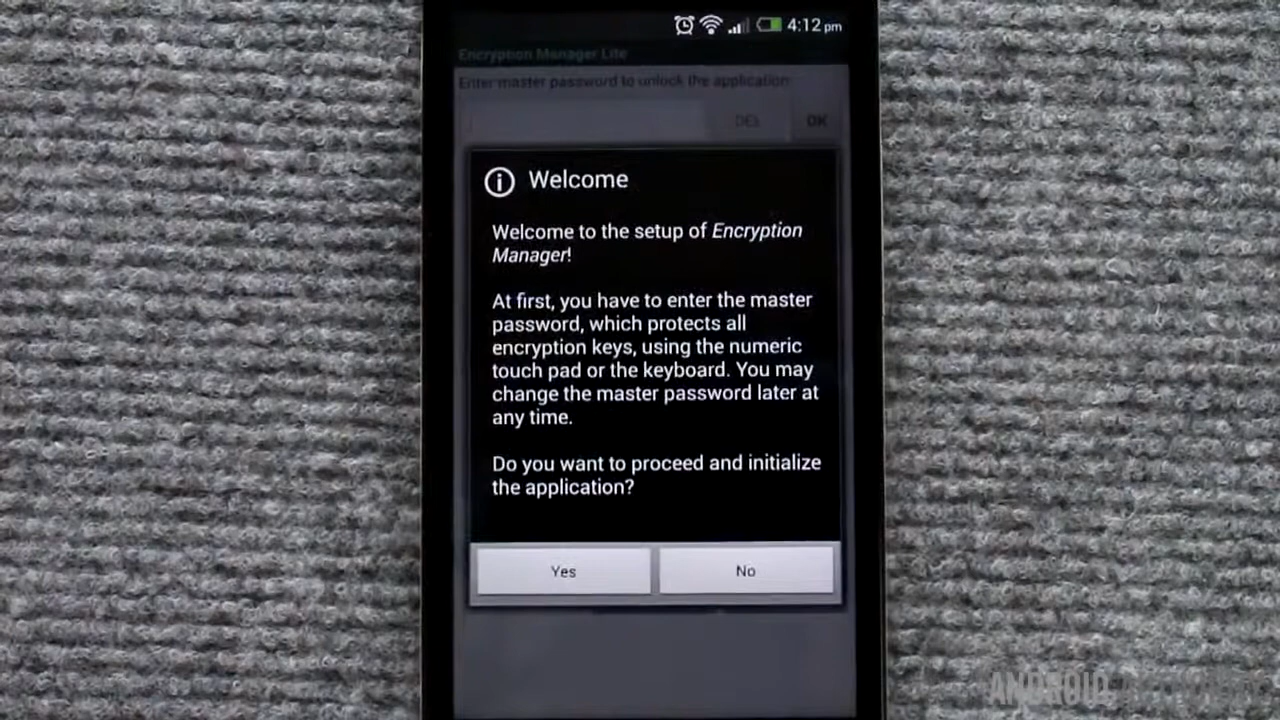 4:12 pm
Encryption Manager Lite
Enter master password to unlock the application
DEL OK
Welcome
Welcome to the setup of Encryption
Manager!
At first, you have to enter the master
password, which protects all
encryption keys, using the numeric
touch pad or the keyboard. You may
change the master password later at
any time.
Do you want to proceed and initialize
the application?
Yes No
ANDROID